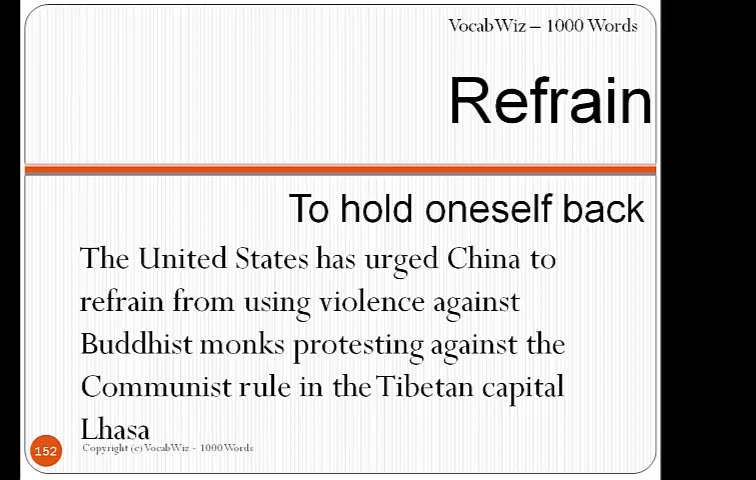 VocabWiz – 1000 Words
Refrain
To hold oneself back
The United States has urged China to
refrain from using violence against
Buddhist monks protesting against the
Communist rule in the Tibetan capital
Lhasa
152
Copyright (c) VocabWiz - 1000 Words